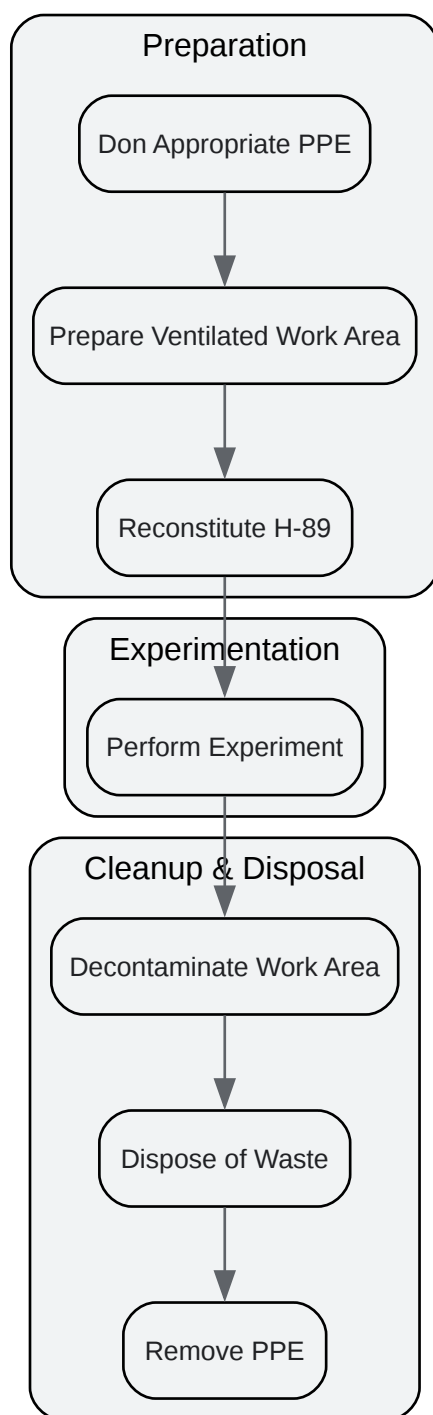 Preparation
Don Appropriate PPE
Prepare Ventilated Work Area
Reconstitute H-89
Experimentation
Perform Experiment
Cleanup & Disposal
Decontaminate Work Area
Dispose of Waste
Remove PPE